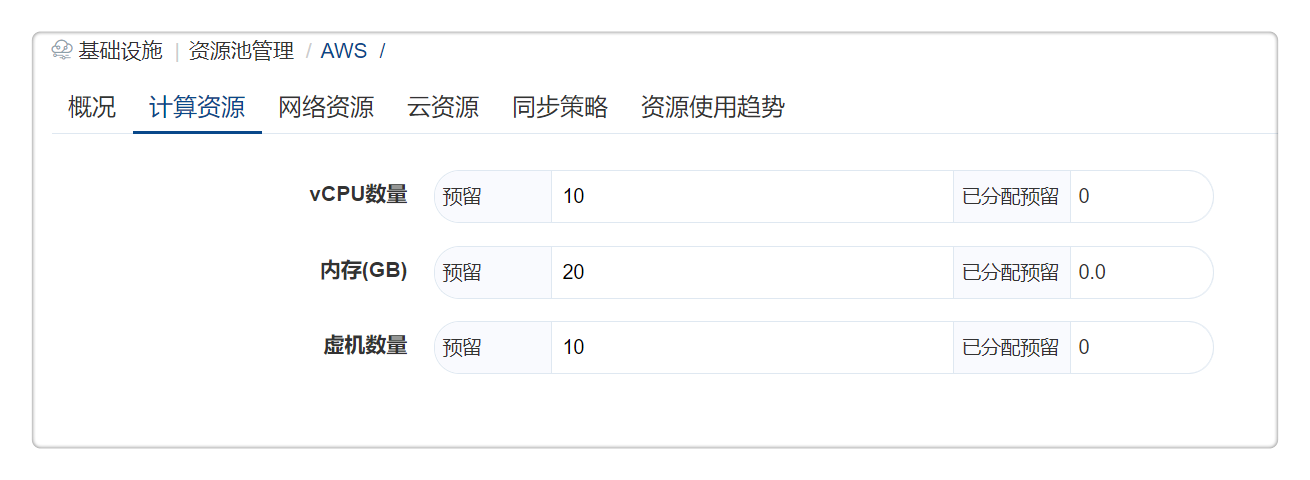 基础设施 | 资源池管理 / AWS /
概况 计算资源 网络资源 云资源 同步策略 资源使用趋势
vCPU数量 预留 10 已分配预留 0
内存(GB) 预留 20 已分配预留 0.0
虚机数量 预留 10 已分配预留 0